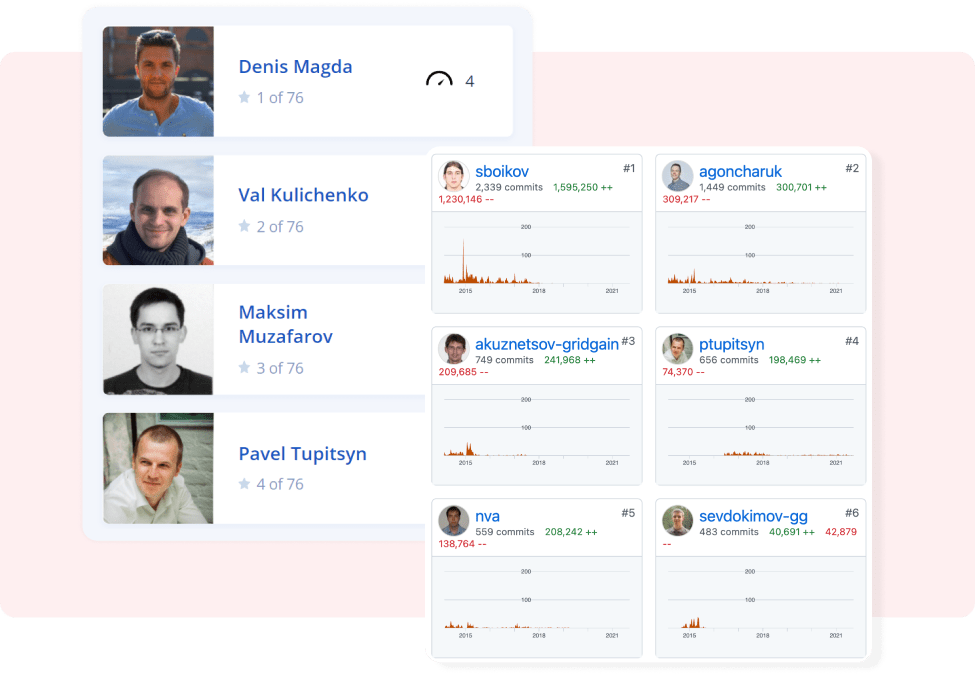 Denis Magda
1 of 76
4
Val Kulichenko
2 of 76
Maksim
Muzafarov
3 of 76
Pavel Tupitsyn
4 of 76
sboikov #1
2,339 commits 1,595,250 ++
1,230,146 --
200
100
2015 2018 2021
agoncharuk #2
1,449 commits 300,701 ++
309,217 --
200
100
2015 2018 2021
akuznetsov-gridgain #3
749 commits 241,968 ++
209,685 --
200
100
2015 2018 2021
ptupitsyn #4
656 commits 198,469 ++
74,370 --
200
100
2015 2018 2021
nva #5
559 commits 208,242 ++
138,764 --
200
100
2015 2018 2021
sevdokimov-gg #6
483 commits 40,691 ++ 42,879
--
200
100
2015 2018 2021